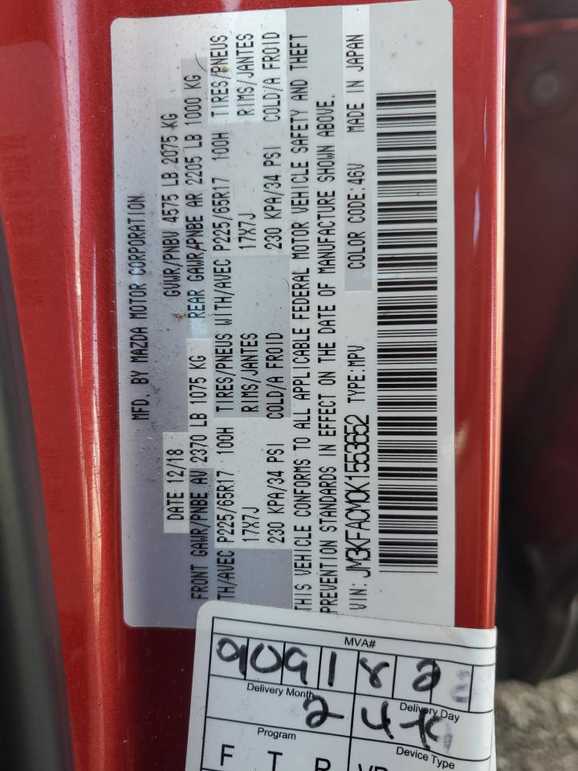 MFD. BY MAZDA MOTOR CORPORATION
DATE 12/18 GVWR/PNBV 4575 LB 2075 KG
FRONT GAWR/PNBE AV 2370 LB 1075 KG REAR GAWR/PNBE AR 2205 LB 1000 KG
TH/AVEC P225/65R17 100H TIRES/PNEUS WITH/AVEC P225/65R17 100H TIRES/PNEUS
17X7J RIMS/JANTES 17X7J RIMS/JANTES
230 KPA/34 PSI COLD/A FROID 230 KPA/34 PSI COLD/A FROID
THIS VEHICLE CONFORMS TO ALL APPLICABLE FEDERAL MOTOR VEHICLE SAFETY AND THEFT
PREVENTION STANDARDS IN EFFECT ON THE DATE OF MANUFACTURE SHOWN ABOVE.
VIN: JM3KFACM0K1553652 TYPE:MPV COLOR CODE:46V MADE IN JAPAN
MVA#
909182
Delivery Month Delivery Day
24K
Program Device Type
F T R